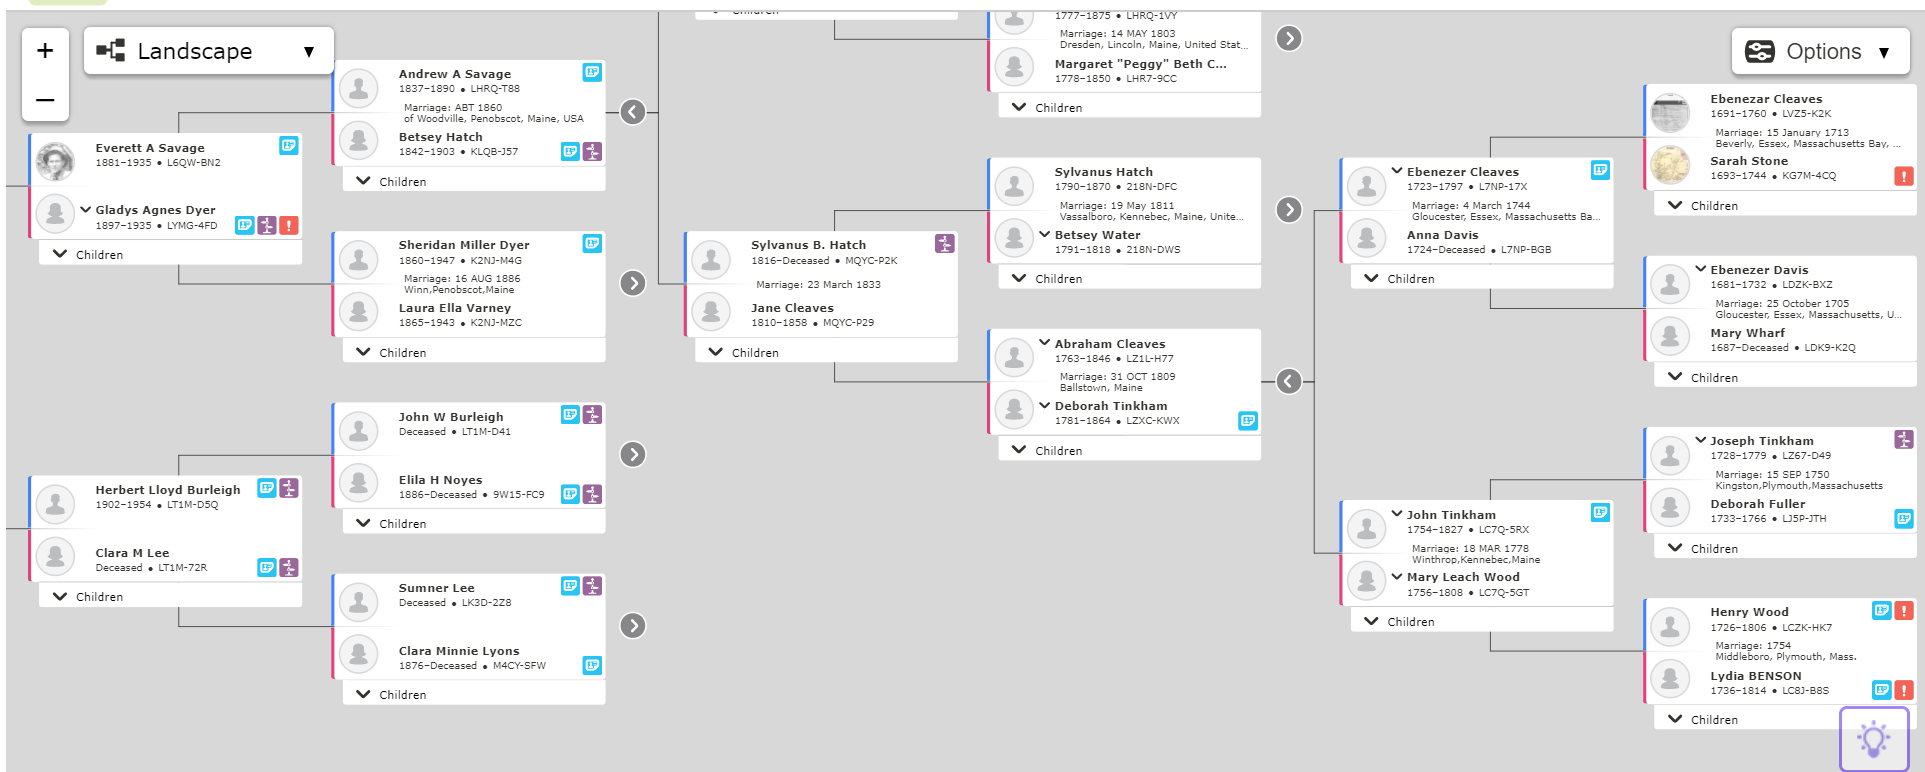 +
−
Landscape ▼
Options ▼
Everett A Savage
1881–1935 • L6QW-BN2
Gladys Agnes Dyer
1897–1935 • LYMG-4FD
Children
Herbert Lloyd Burleigh
1902–1954 • LT1M-D5Q
Clara M Lee
Deceased • LT1M-72R
Children
Andrew A Savage
1837–1890 • LHRQ-T88
Marriage: ABT 1860
of Woodville, Penobscot, Maine, USA
Betsey Hatch
1842–1903 • KLQB-J57
Children
Sheridan Miller Dyer
1860–1947 • K2NJ-M4G
Marriage: 16 AUG 1886
Winn,Penobscot,Maine
Laura Ella Varney
1865–1943 • K2NJ-MZC
Children
John W Burleigh
Deceased • LT1M-D41
Elila H Noyes
1886–Deceased • 9W15-FC9
Children
Sumner Lee
Deceased • LK3D-2Z8
Clara Minnie Lyons
1876–Deceased • M4CY-SFW
Children
Children
Sylvanus B. Hatch
1816–Deceased • MQYC-P2K
Marriage: 23 March 1833
Jane Cleaves
1810–1858 • MQYC-P29
Children
1777–1875 • LHRQ-1VY
Marriage: 14 MAY 1803
Dresden, Lincoln, Maine, United Stat...
Margaret "Peggy" Beth C...
1778–1850 • LHR7-9CC
Children
Sylvanus Hatch
1790–1870 • 218N-DFC
Marriage: 19 May 1811
Vassalboro, Kennebec, Maine, Unite...
Betsey Water
1791–1818 • 218N-DWS
Children
Abraham Cleaves
1763–1846 • LZ1L-H77
Marriage: 31 OCT 1809
Ballstown, Maine
Deborah Tinkham
1781–1864 • LZXC-KWX
Children
Ebenezer Cleaves
1723–1797 • L7NP-17X
Marriage: 4 March 1744
Gloucester, Essex, Massachusetts Ba...
Anna Davis
1724–Deceased • L7NP-BGB
Children
John Tinkham
1754–1827 • LC7Q-5RX
Marriage: 18 MAR 1778
Winthrop,Kennebec,Maine
Mary Leach Wood
1756–1808 • LC7Q-5GT
Children
Ebenezar Cleaves
1691–1760 • LVZ5-K2K
Marriage: 15 January 1713
Beverly, Essex, Massachusetts Bay, ...
Sarah Stone
1693–1744 • KG7M-4CQ
Children
Ebenezer Davis
1681–1732 • LDZK-BXZ
Marriage: 25 October 1705
Gloucester, Essex, Massachusetts, U...
Mary Wharf
1687–Deceased • LDK9-K2Q
Children
Joseph Tinkham
1728–1779 • LZ67-D49
Marriage: 15 SEP 1750
Kingston,Plymouth,Massachusetts
Deborah Fuller
1733–1766 • LJ5P-JTH
Children
Henry Wood
1726–1806 • LCZK-HK7
Marriage: 1754
Middleboro, Plymouth, Mass.
Lydia BENSON
1736–1814 • LC8J-B8S
Children